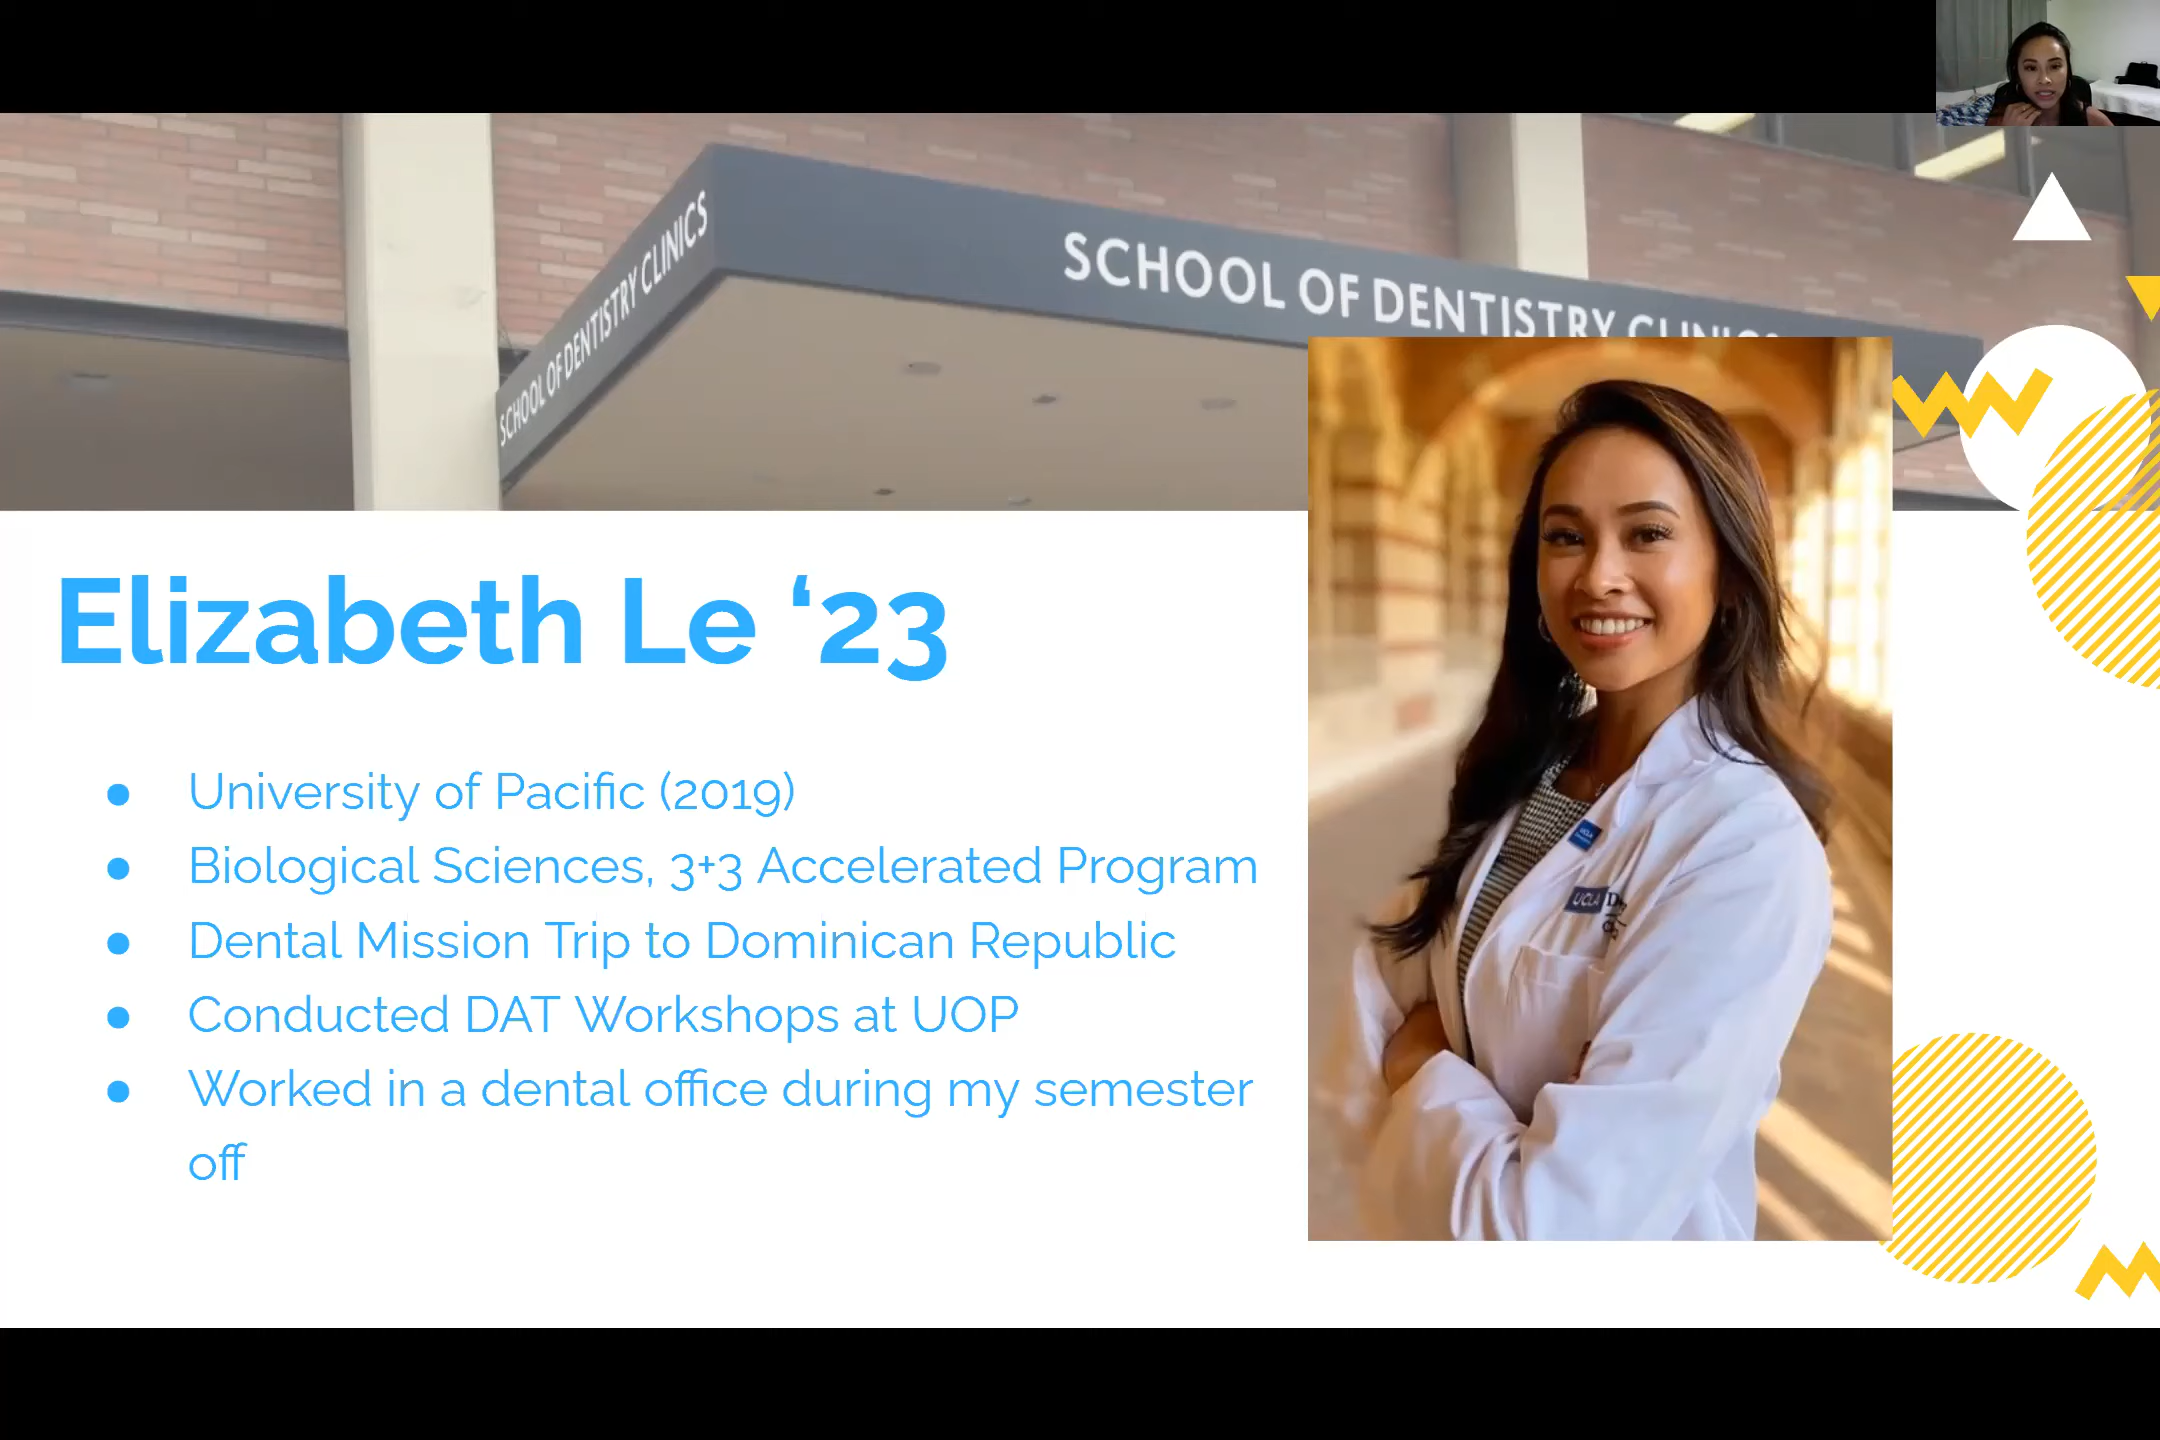 SCHOOL OF DENTISTRY CLINICS
SCHOOL OF DENTISTRY CLINICS
Elizabeth Le ‘23
● University of Pacific (2019)
● Biological Sciences, 3+3 Accelerated Program
● Dental Mission Trip to Dominican Republic
● Conducted DAT Workshops at UOP
● Worked in a dental office during my semester
off
UCLA
UCLA